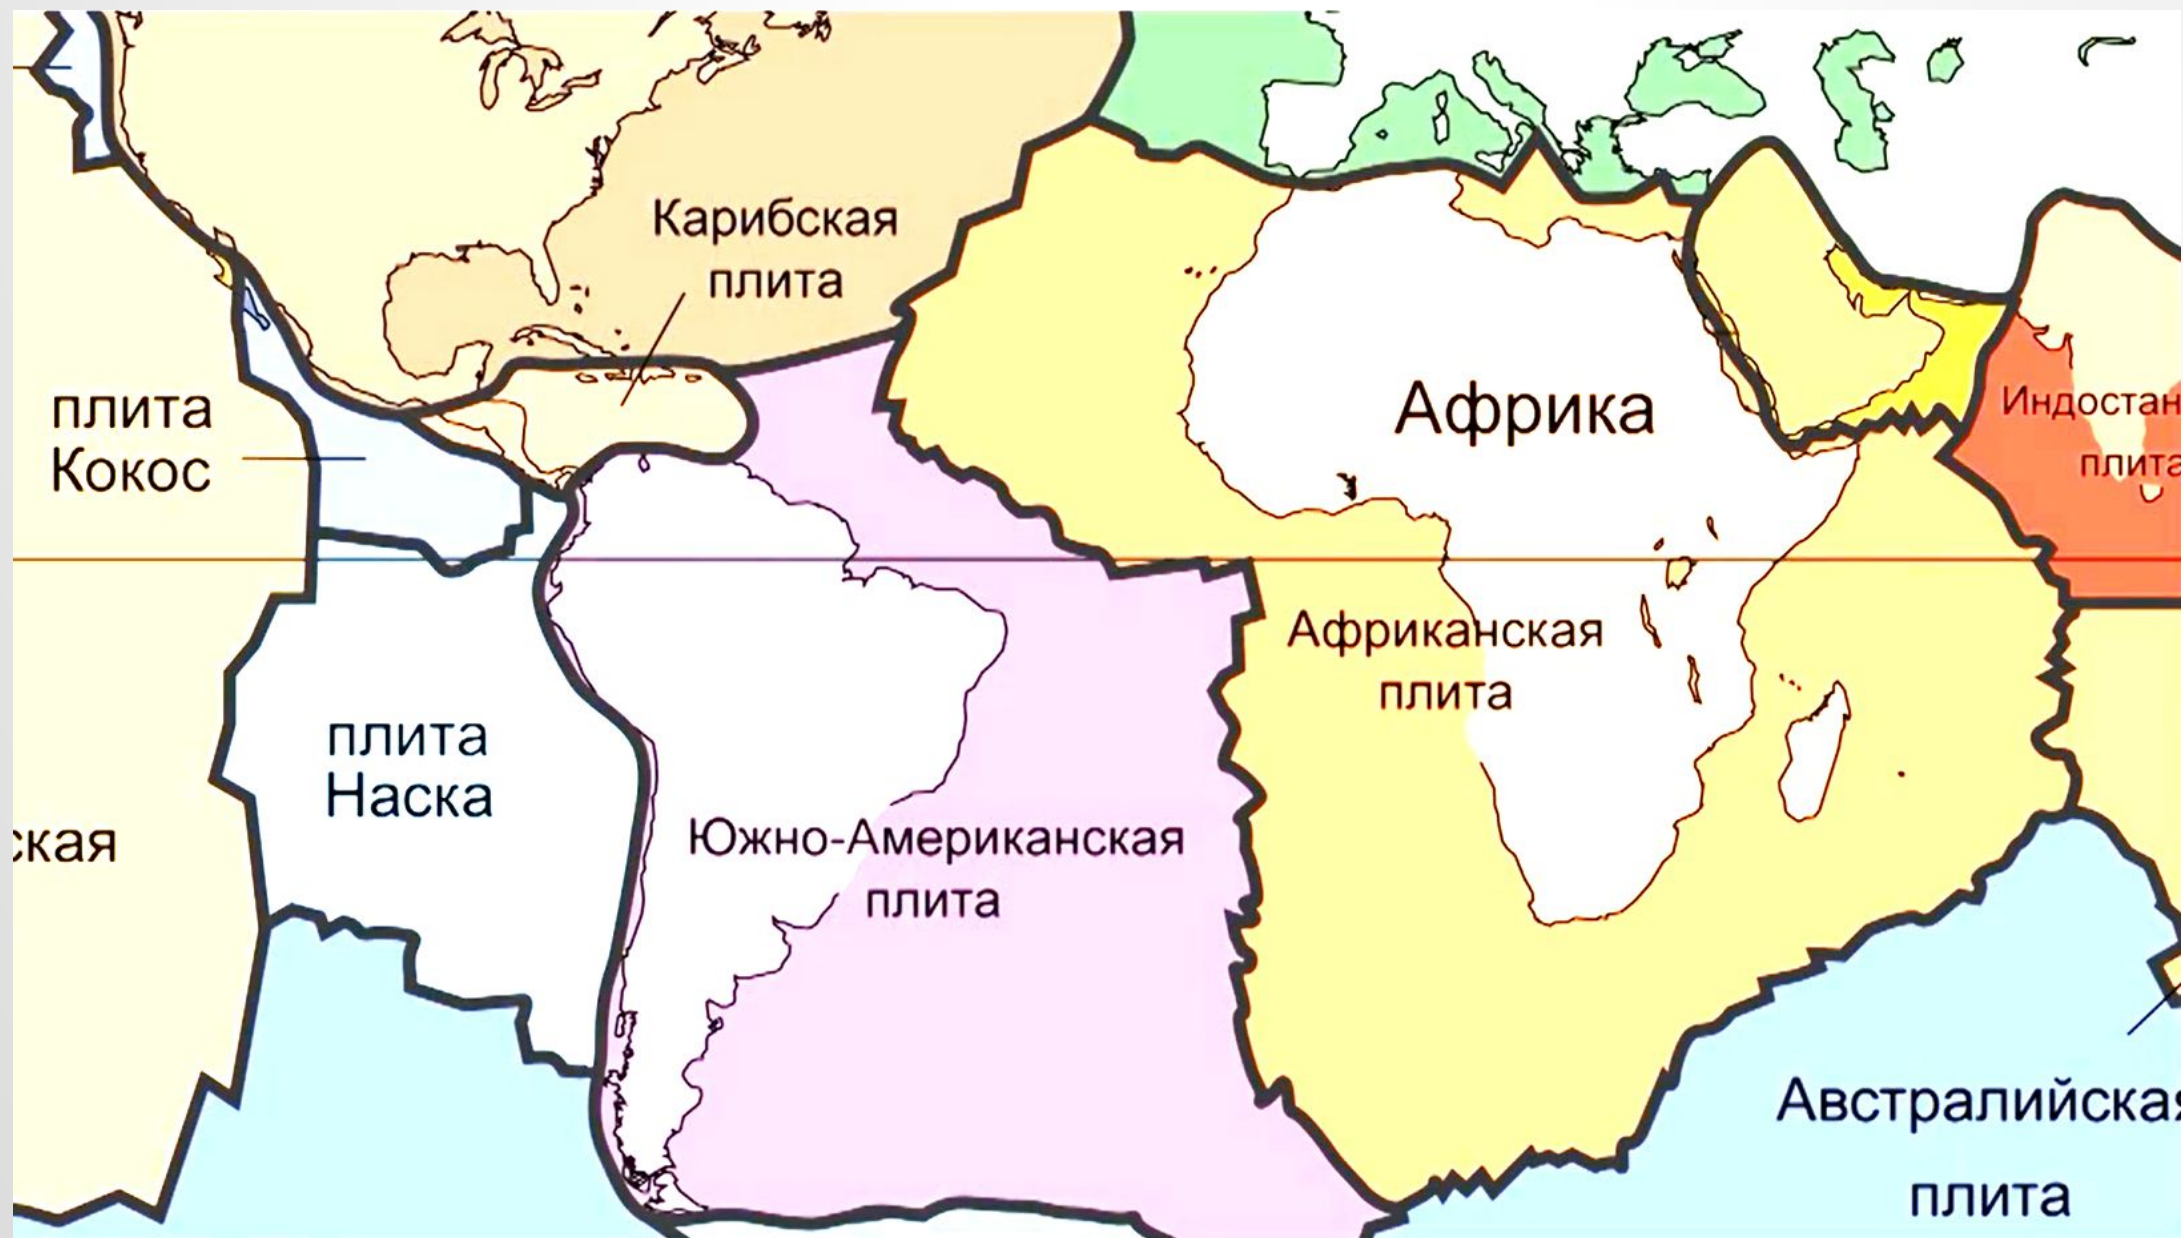 Карибская
плита
плита
Кокос
Африка
Индостан
плита
Африканская
плита
плита
Наска
ская
Южно-Американская
плита
Австралийская
плита